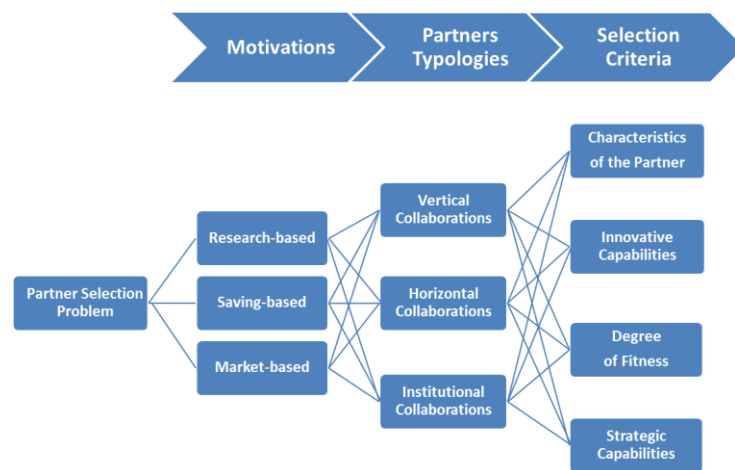 Motivations
Partners
Typologies
Selection
Criteria
Characteristics
of the Partner
Vertical
Collaborations
Research-based
Innovative
Capabilities
Partner Selection
Problem
Saving-based
Horizontal
Collaborations
Degree
of Fitness
Market-based
Institutional
Collaborations
Strategic
Capabilities